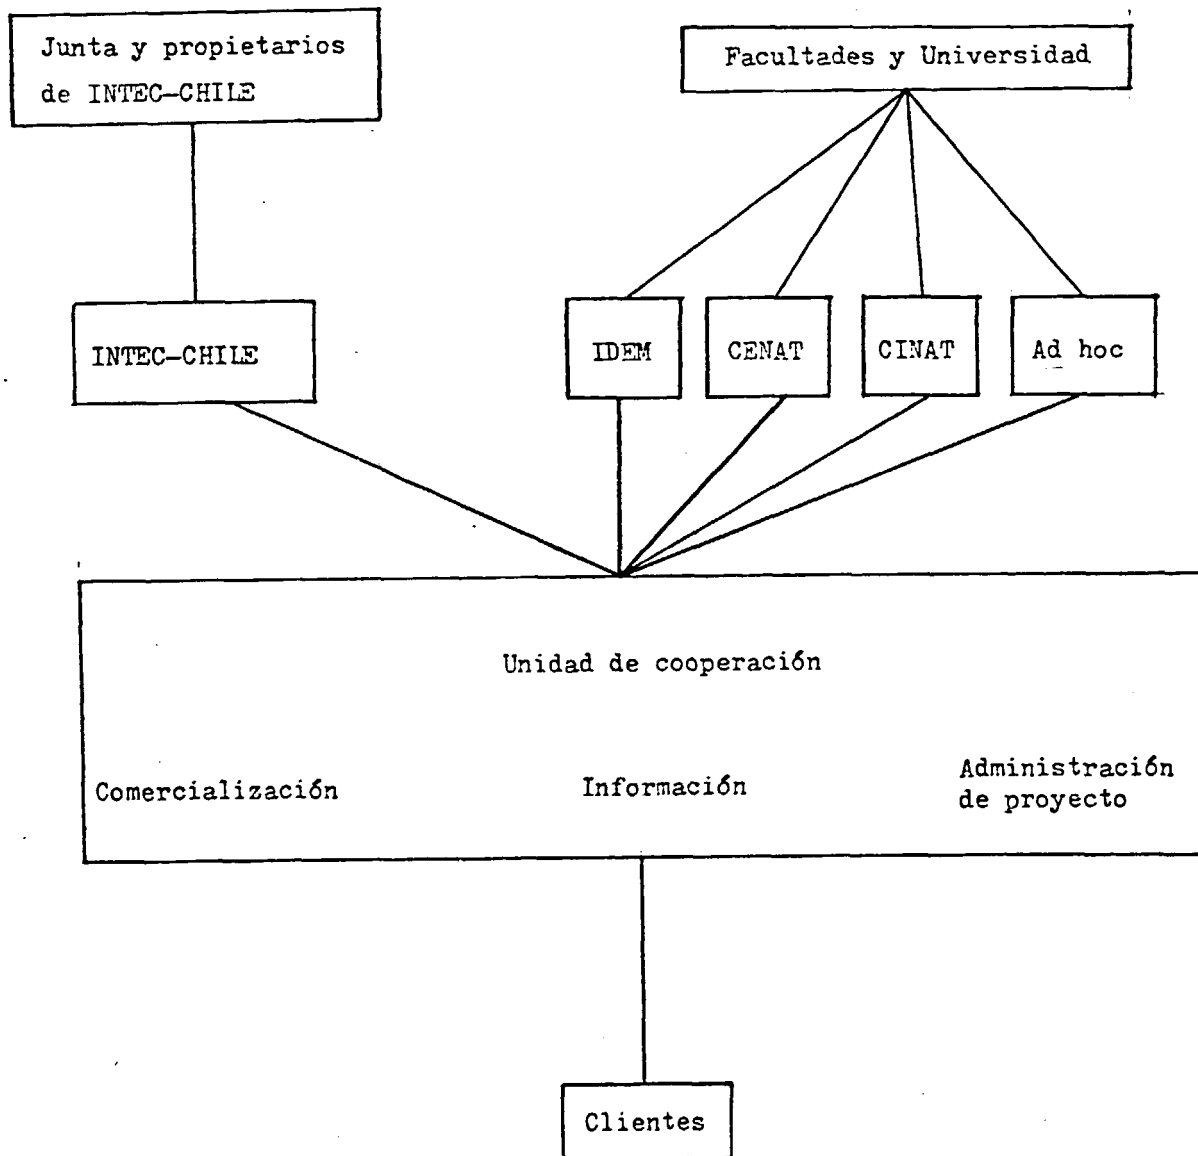 Junta y propietarios
de INTEC-CHILE
Facultades y Universidad
INTEC-CHILE
IDEM
CENAT
CINAT
Ad hoc
Unidad de cooperación
Comercialización
Información
Administración
de proyecto
Clientes